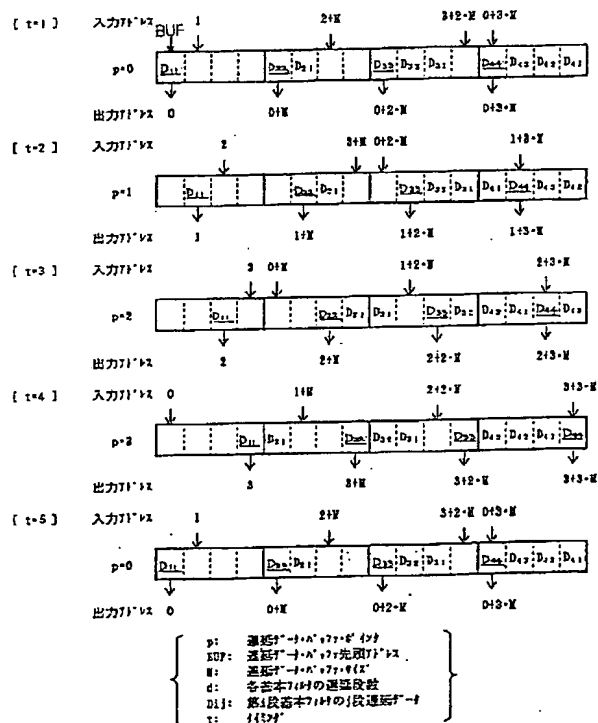 [ t=1 ] 入力アドレス 1 2+M 3+2・M 0+3・M
BUF
p=0 D11 D22 D21 D33 D32 D31 D44 D43 D42 D41
出力アドレス 0 0+M 0+2・M 0+3・M
[ t=2 ] 入力アドレス 2 3+M 0+2・M 1+3・M
p=1 D11 D22 D21 D33 D32 D31 D41 D44 D43 D42
出力アドレス 1 1+M 1+2・M 1+3・M
[ t=3 ] 入力アドレス 3 0+M 1+2・M 2+3・M
p=2 D11 D22 D21 D31 D33 D32 D42 D41 D44 D43
出力アドレス 2 2+M 2+2・M 2+3・M
[ t=4 ] 入力アドレス 0 1+M 2+2・M 3+3・M
p=3 D11 D21 D22 D32 D31 D33 D43 D42 D41 D44
出力アドレス 3 3+M 3+2・M 3+3・M
[ t=5 ] 入力アドレス 1 2+M 3+2・M 0+3・M
p=0 D11 D22 D21 D33 D32 D31 D44 D43 D42 D41
出力アドレス 0 0+M 0+2・M 0+3・M
p: 遅延データ・バッファ・ポインタ
BUF: 遅延データ・バッファ先頭アドレス
M: 遅延データ・バッファ・サイズ
d: 各基本フィルタの遅延段数
Dij: 第i段基本フィルタのj段遅延データ
t: タイミング